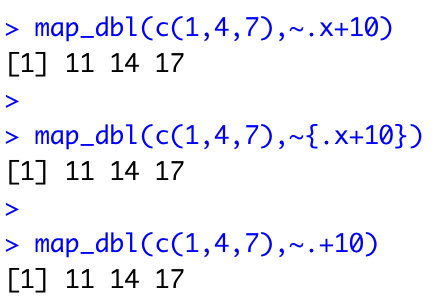 > map_dbl(c(1,4,7),~.x+10)
[1] 11 14 17
>
> map_dbl(c(1,4,7),~{.x+10})
[1] 11 14 17
>
> map_dbl(c(1,4,7),~.+10)
[1] 11 14 17